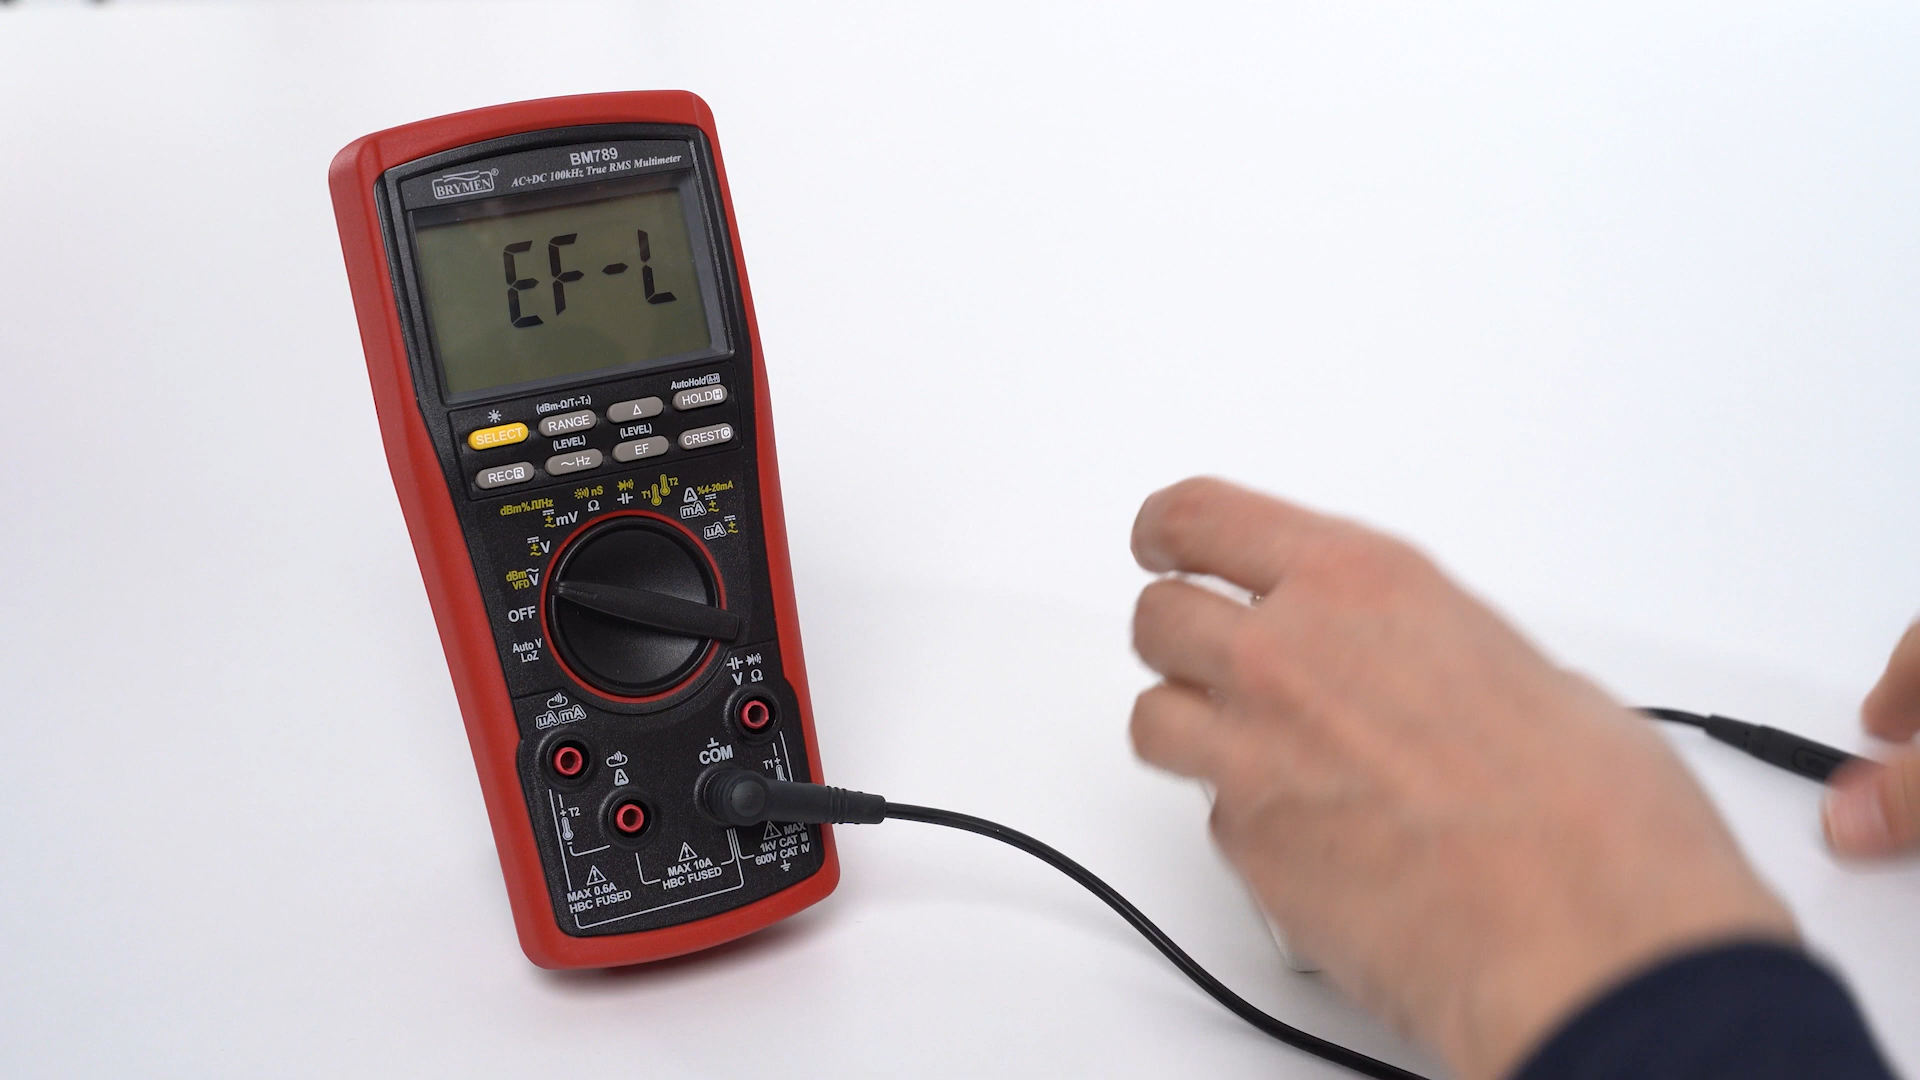 BM789
BRYMEN®
AC+DC 100kHz True RMS Multimeter
EF-L
AutoHold A-H
(dBm-Ω/T1-T2)
Δ
HOLD H
SELECT
RANGE
(LEVEL)
(LEVEL)
EF
CREST C
REC R
~Hz
dBm%Hz
mV
nS
Ω
T1
T2
A %4-20mA
mA
µA
V
dBm~
VFD V
OFF
Auto V
LoZ
V Ω
µA mA
COM
A
T1
T2
MAX
1kV CAT III
600V CAT IV
MAX 10A
HBC FUSED
MAX 0.6A
HBC FUSED